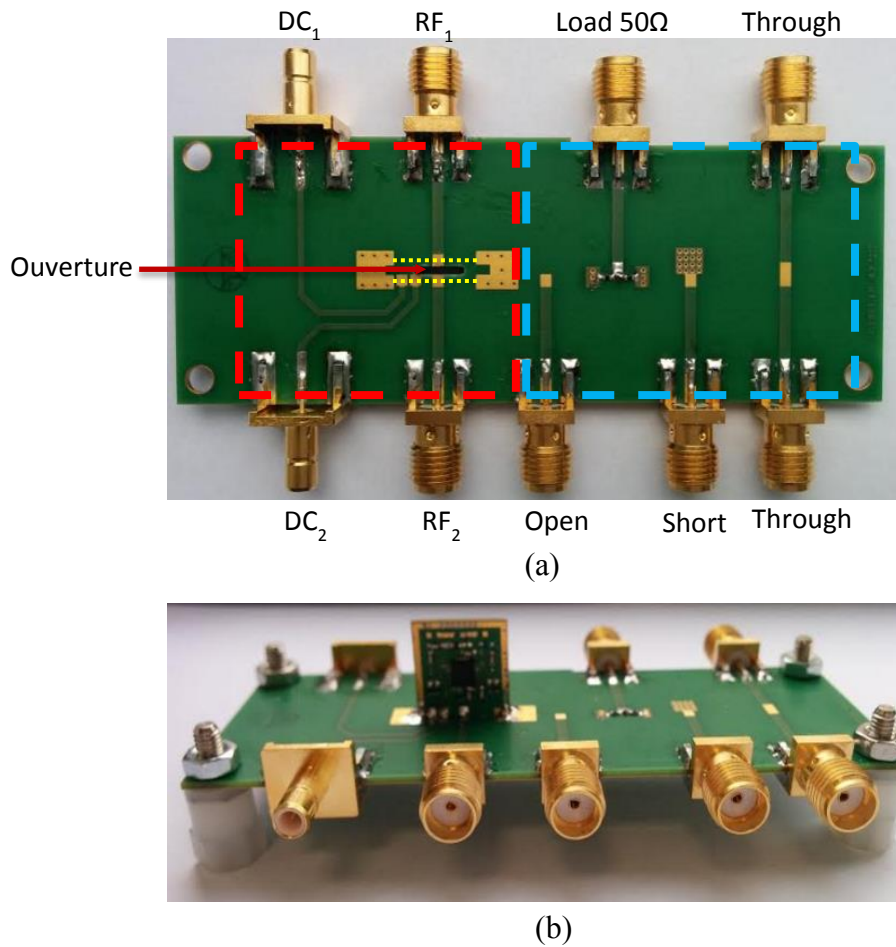 DC₁ RF₁ Load 50Ω Through
Ouverture
DC₂ RF₂ Open Short Through
(a)
(b)